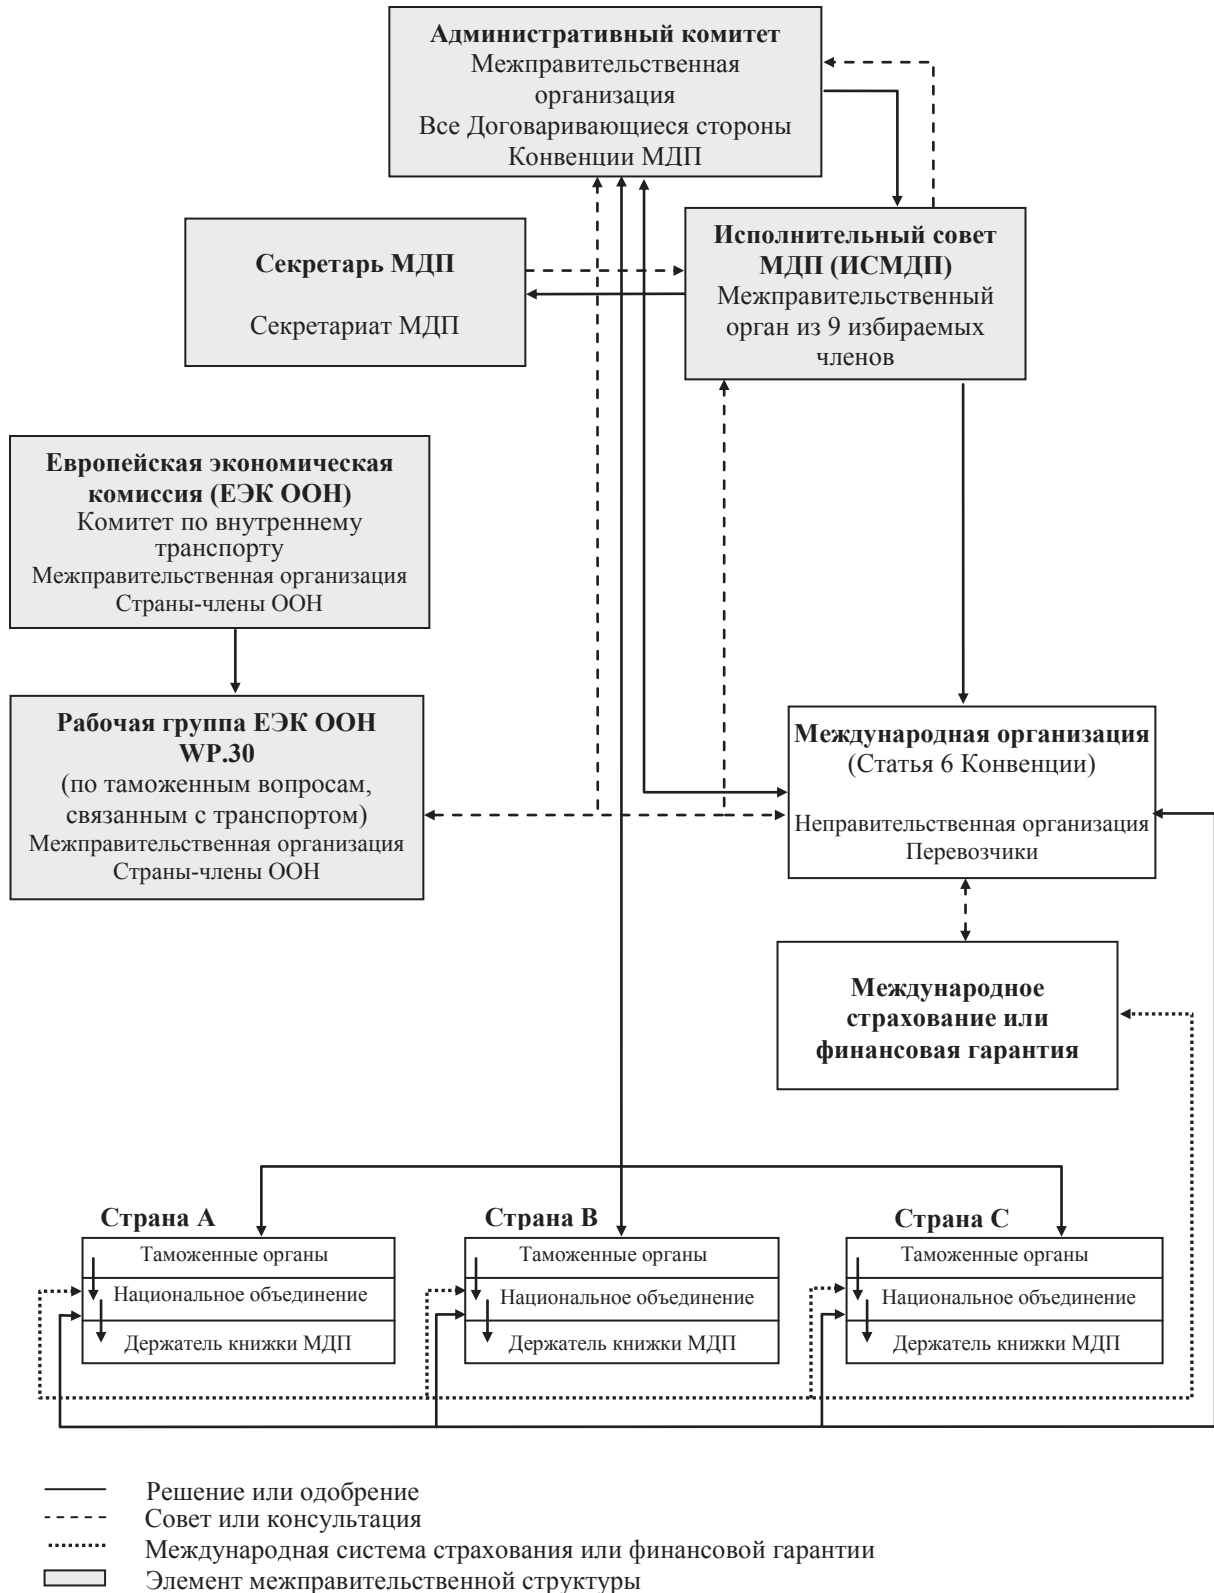 Административный комитет
Межправительственная
организация
Все Договаривающиеся стороны
Конвенции МДП
Секретарь МДП
Секретариат МДП
Исполнительный совет
МДП (ИСМДП)
Межправительственный
орган из 9 избираемых
членов
Европейская экономическая
комиссия (ЕЭК ООН)
Комитет по внутреннему
транспорту
Межправительственная организация
Страны-члены ООН
Рабочая группа ЕЭК ООН
WP.30
(по таможенным вопросам,
связанным с транспортом)
Межправительственная организация
Страны-члены ООН
Международная организация
(Статья 6 Конвенции)
Неправительственная организация
Перевозчики
Международное
страхование или
финансовая гарантия
Страна А
Таможенные органы
Национальное объединение
Держатель книжки МДП
Страна В
Таможенные органы
Национальное объединение
Держатель книжки МДП
Страна С
Таможенные органы
Национальное объединение
Держатель книжки МДП
Решение или одобрение
Совет или консультация
Международная система страхования или финансовой гарантии
Элемент межправительственной структуры